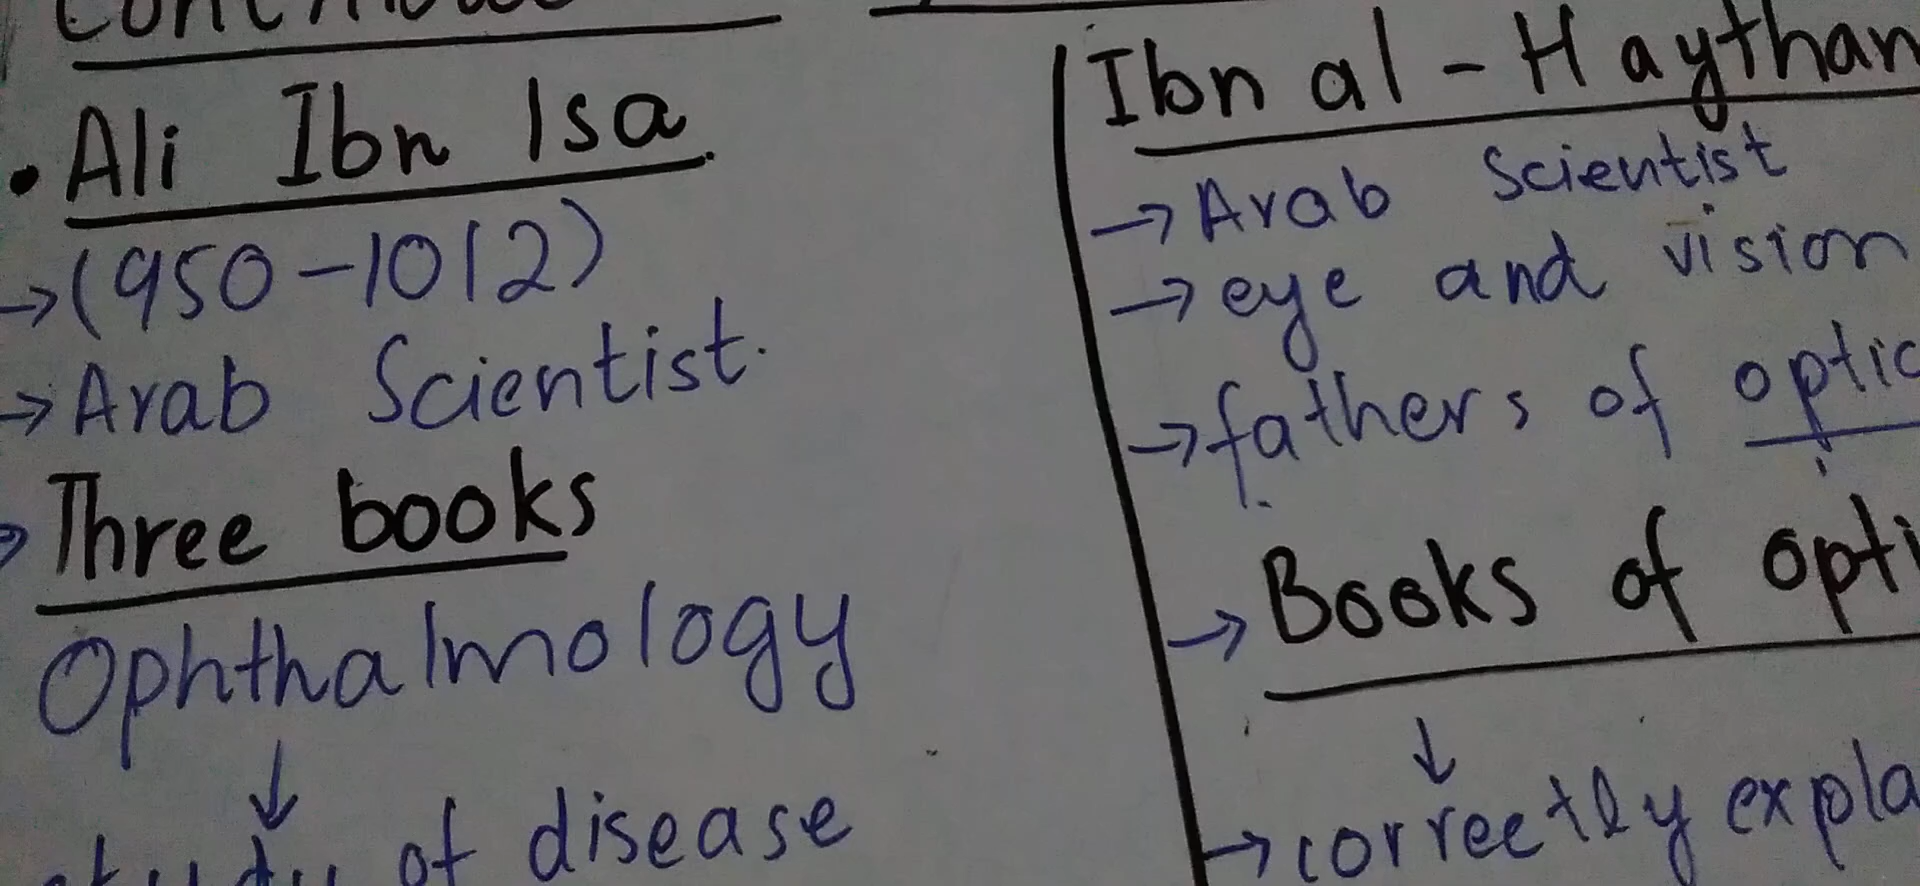 • Ali Ibn Isa.
→ (950-1012)
→ Arab Scientist.
→ Three books
Ophthalmology
↓
study of disease
Ibn al-Haytham
→ Arab Scientist
→ eye and vision
→ fathers of optic
→ Books of opti
↓
→ correctly expla